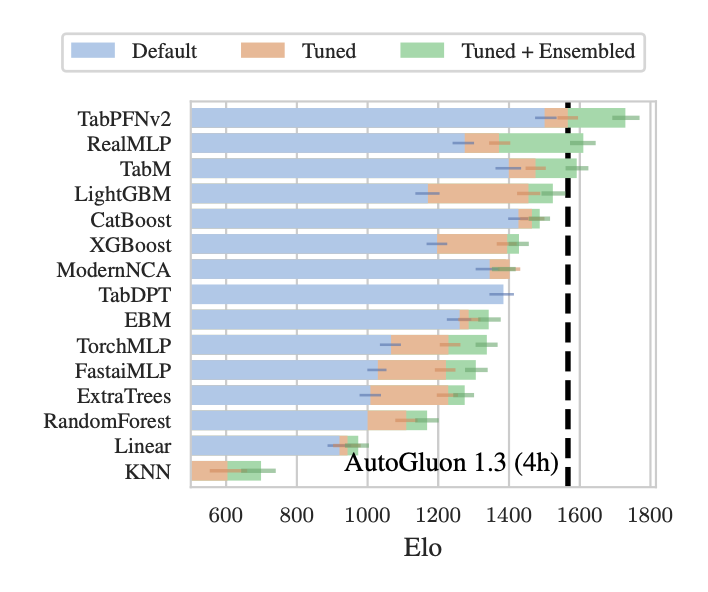 Default Tuned Tuned + Ensembled
TabPFNv2
RealMLP
TabM
LightGBM
CatBoost
XGBoost
ModernNCA
TabDPT
EBM
TorchMLP
FastaiMLP
ExtraTrees
RandomForest
Linear
KNN
AutoGluon 1.3 (4h)
600 800 1000 1200 1400 1600 1800
Elo